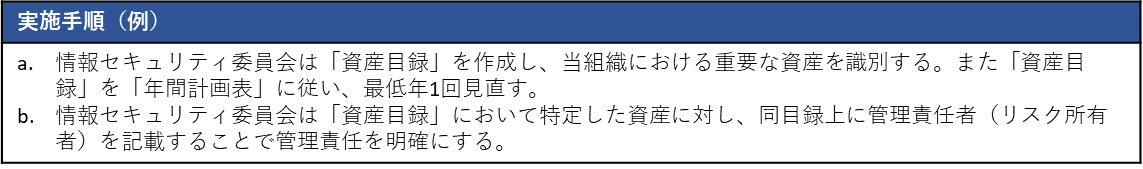 実施手順（例）
a. 情報セキュリティ委員会は「資産目録」を作成し、当組織における重要な資産を識別する。また「資産目
録」を「年間計画表」に従い、最低年1回見直す。
b. 情報セキュリティ委員会は「資産目録」において特定した資産に対し、同目録上に管理責任者（リスク所有
者）を記載することで管理責任を明確にする。